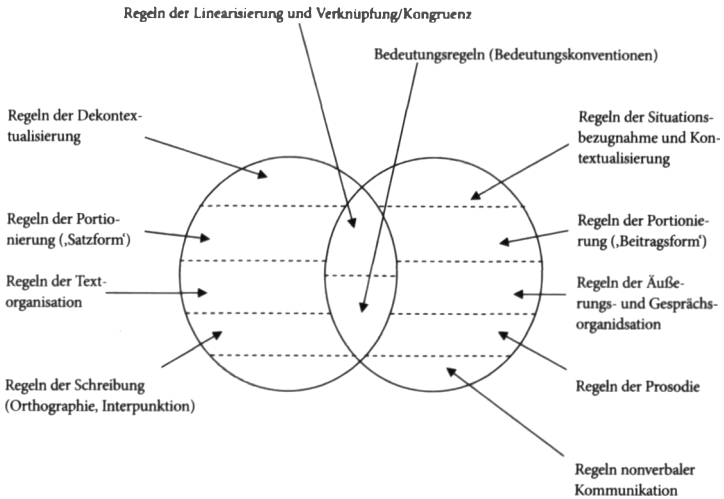 Regeln der Linearisierung und Verknüpfung/Kongruenz
Bedeutungsregeln (Bedeutungskonventionen)
Regeln der Dekontex-
tualisierung
Regeln der Situations-
bezugnahme und Kon-
textualisierung
Regeln der Portio-
nierung (‚Satzform‘)
Regeln der Portionie-
rung (‚Beitragsform‘)
Regeln der Text-
organisation
Regeln der Äuße-
rungs- und Gesprächs-
organidsation
Regeln der Schreibung
(Orthographie, Interpunktion)
Regeln der Prosodie
Regeln nonverbaler
Kommunikation